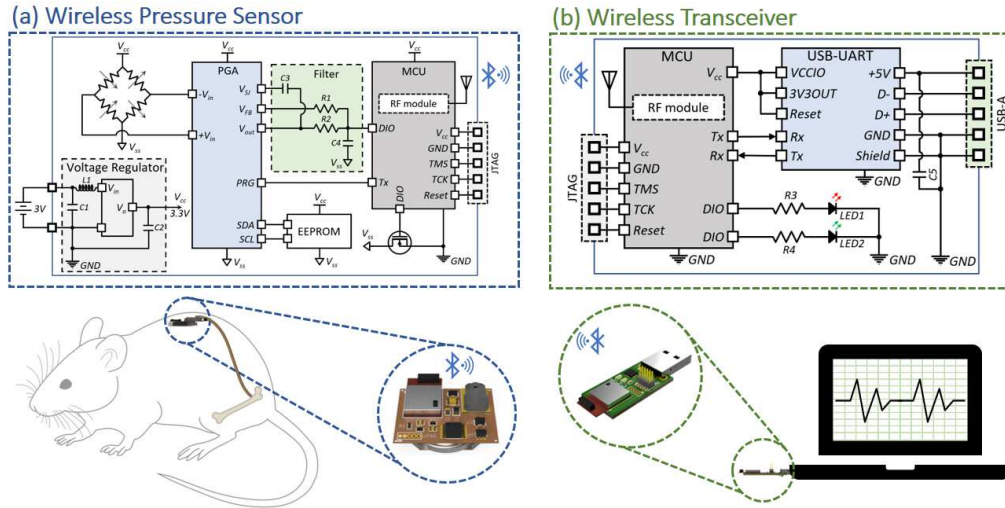 (a) Wireless Pressure Sensor
Vcc
Vss
-Vin
+Vin
Voltage Regulator
3V
L1
C1
Vin
Vo
C2
Vcc
3.3V
GND
Vcc
PGA
VSJ
VFB
Vout
PRG
SDA
SCL
Vss
Filter
C3
R1
R2
C4
Vss
Vcc
EEPROM
Vss
Vcc
MCU
RF module
DIO
Tx
DIO
Vss
Vcc
GND
TMS
TCK
Reset
JTAG
GND
(b) Wireless Transceiver
MCU
RF module
Vcc
Tx
Rx
JTAG
Vcc
GND
TMS
TCK
Reset
DIO
DIO
GND
USB-UART
VCCIO
3V3OUT
Reset
Rx
Tx
+5V
D-
D+
GND
Shield
GND
C5
USB-A
R3
LED1
R4
LED2
GND
GND